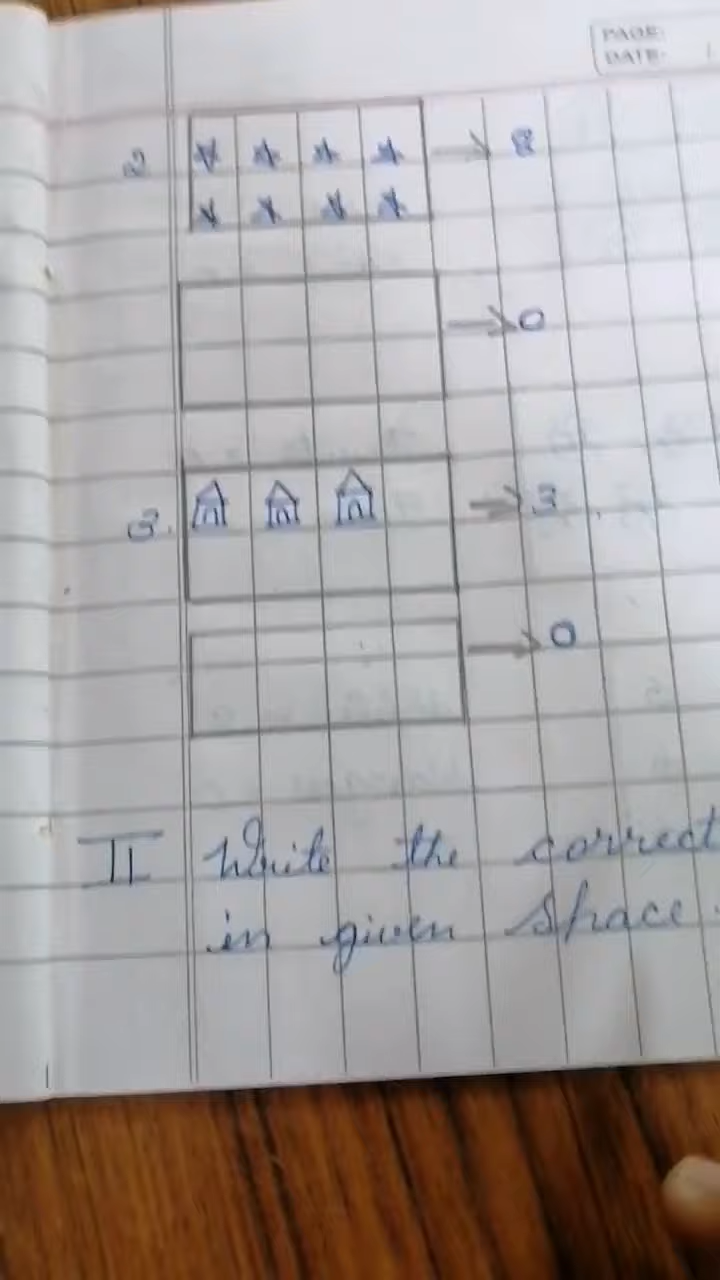 PAGE:
DATE:
2 → 8
→ 0
3. → 3
→ 0
II Write the correct
in given space.